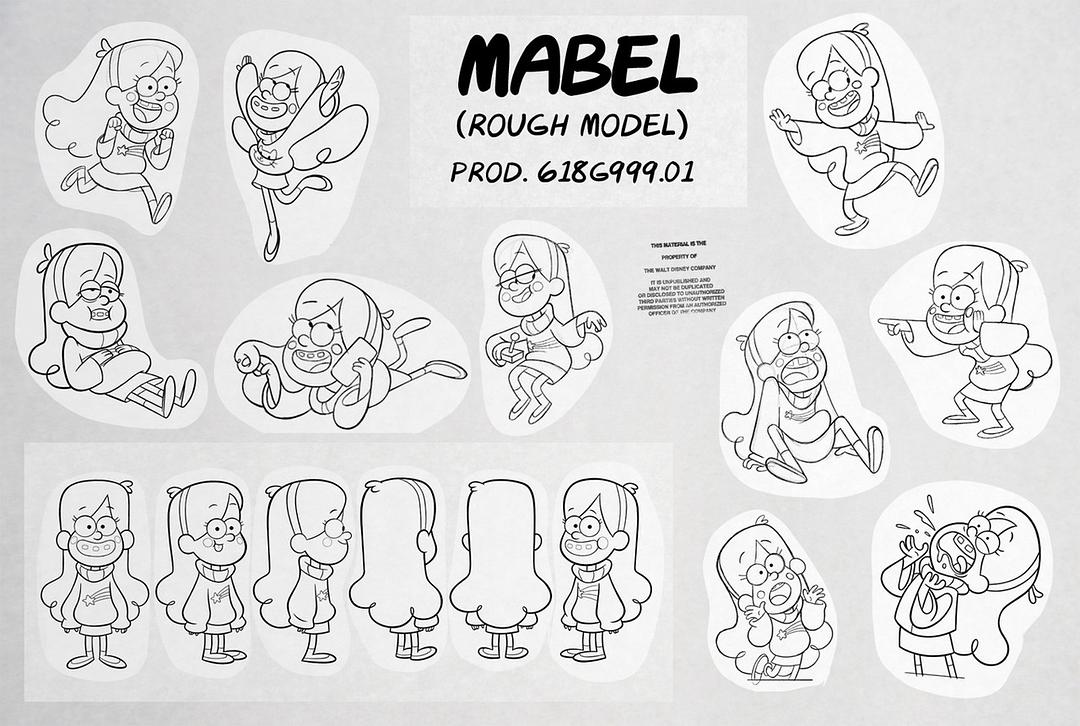 MABEL
(ROUGH MODEL)
PROD. 618G999.01
THIS MATERIAL IS THE
PROPERTY OF
THE WALT DISNEY COMPANY
IT IS UNPUBLISHED AND
MAY NOT BE DUPLICATED
OR DISCLOSED TO UNAUTHORIZED
THIRD PARTIES WITHOUT WRITTEN
PERMISSION FROM AN AUTHORIZED
OFFICER OF THE COMPANY